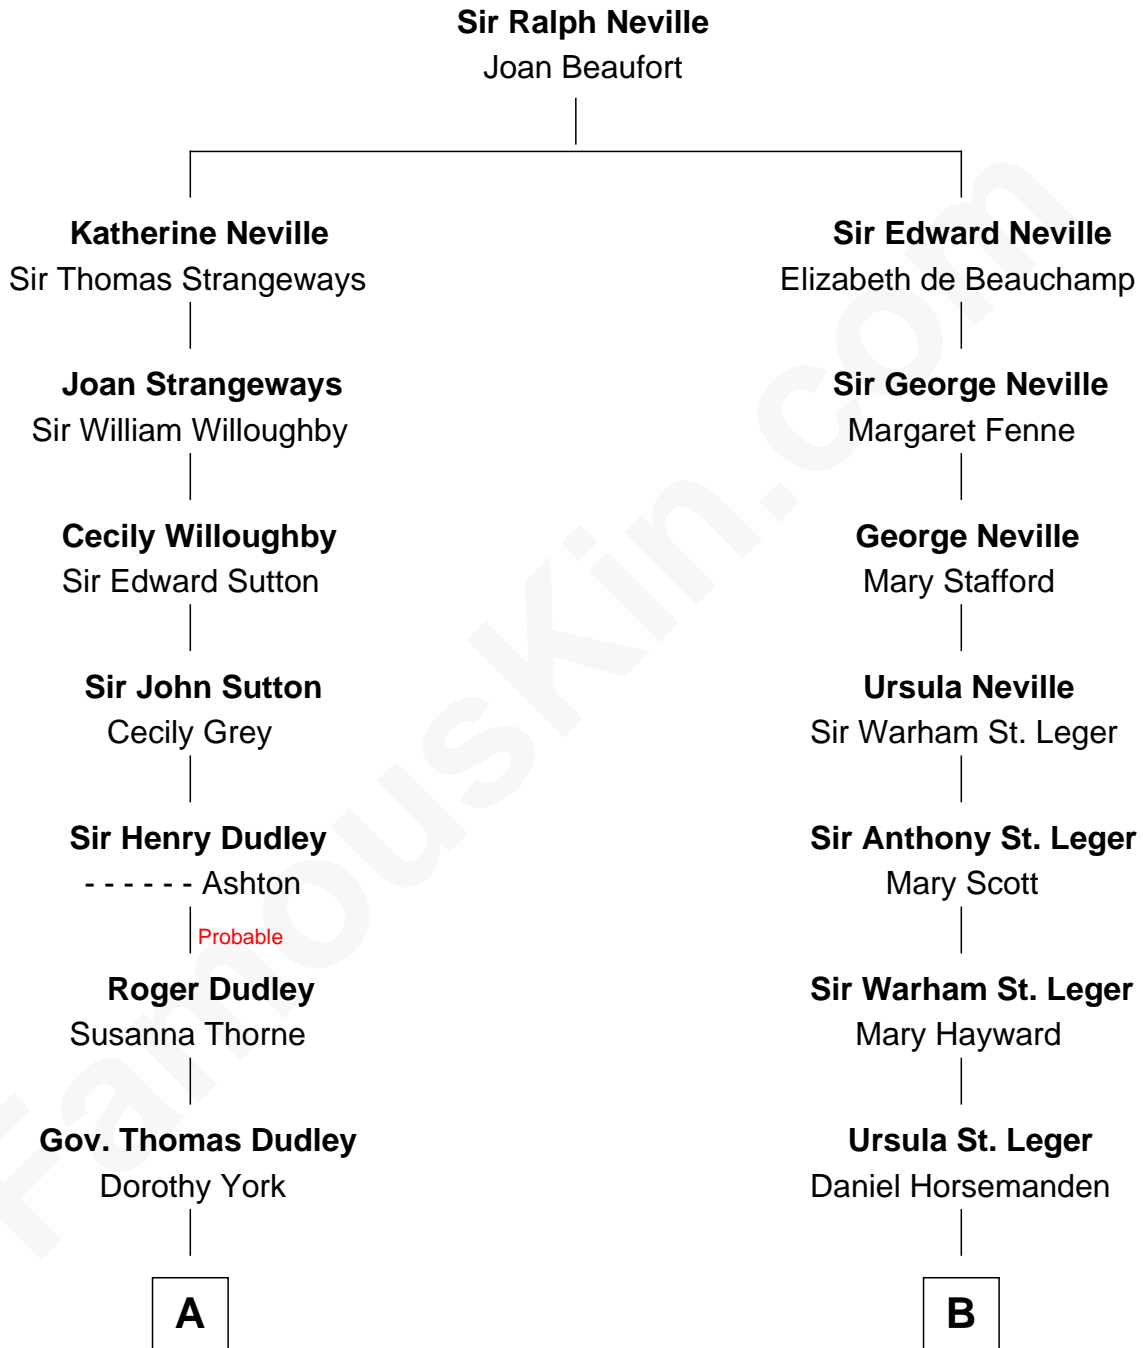 Sir Ralph Neville
Joan Beaufort
Katherine Neville
Sir Thomas Strangeways
Sir Edward Neville
Elizabeth de Beauchamp
Joan Strangeways
Sir William Willoughby
Sir George Neville
Margaret Fenne
Cecily Willoughby
Sir Edward Sutton
George Neville
Mary Stafford
Sir John Sutton
Cecily Grey
Ursula Neville
Sir Warham St. Leger
Sir Henry Dudley
- - - - - - Ashton
Sir Anthony St. Leger
Mary Scott
Probable
Roger Dudley
Susanna Thorne
Sir Warham St. Leger
Mary Hayward
Gov. Thomas Dudley
Dorothy York
Ursula St. Leger
Daniel Horsemanden
A
B
FamousKin.com